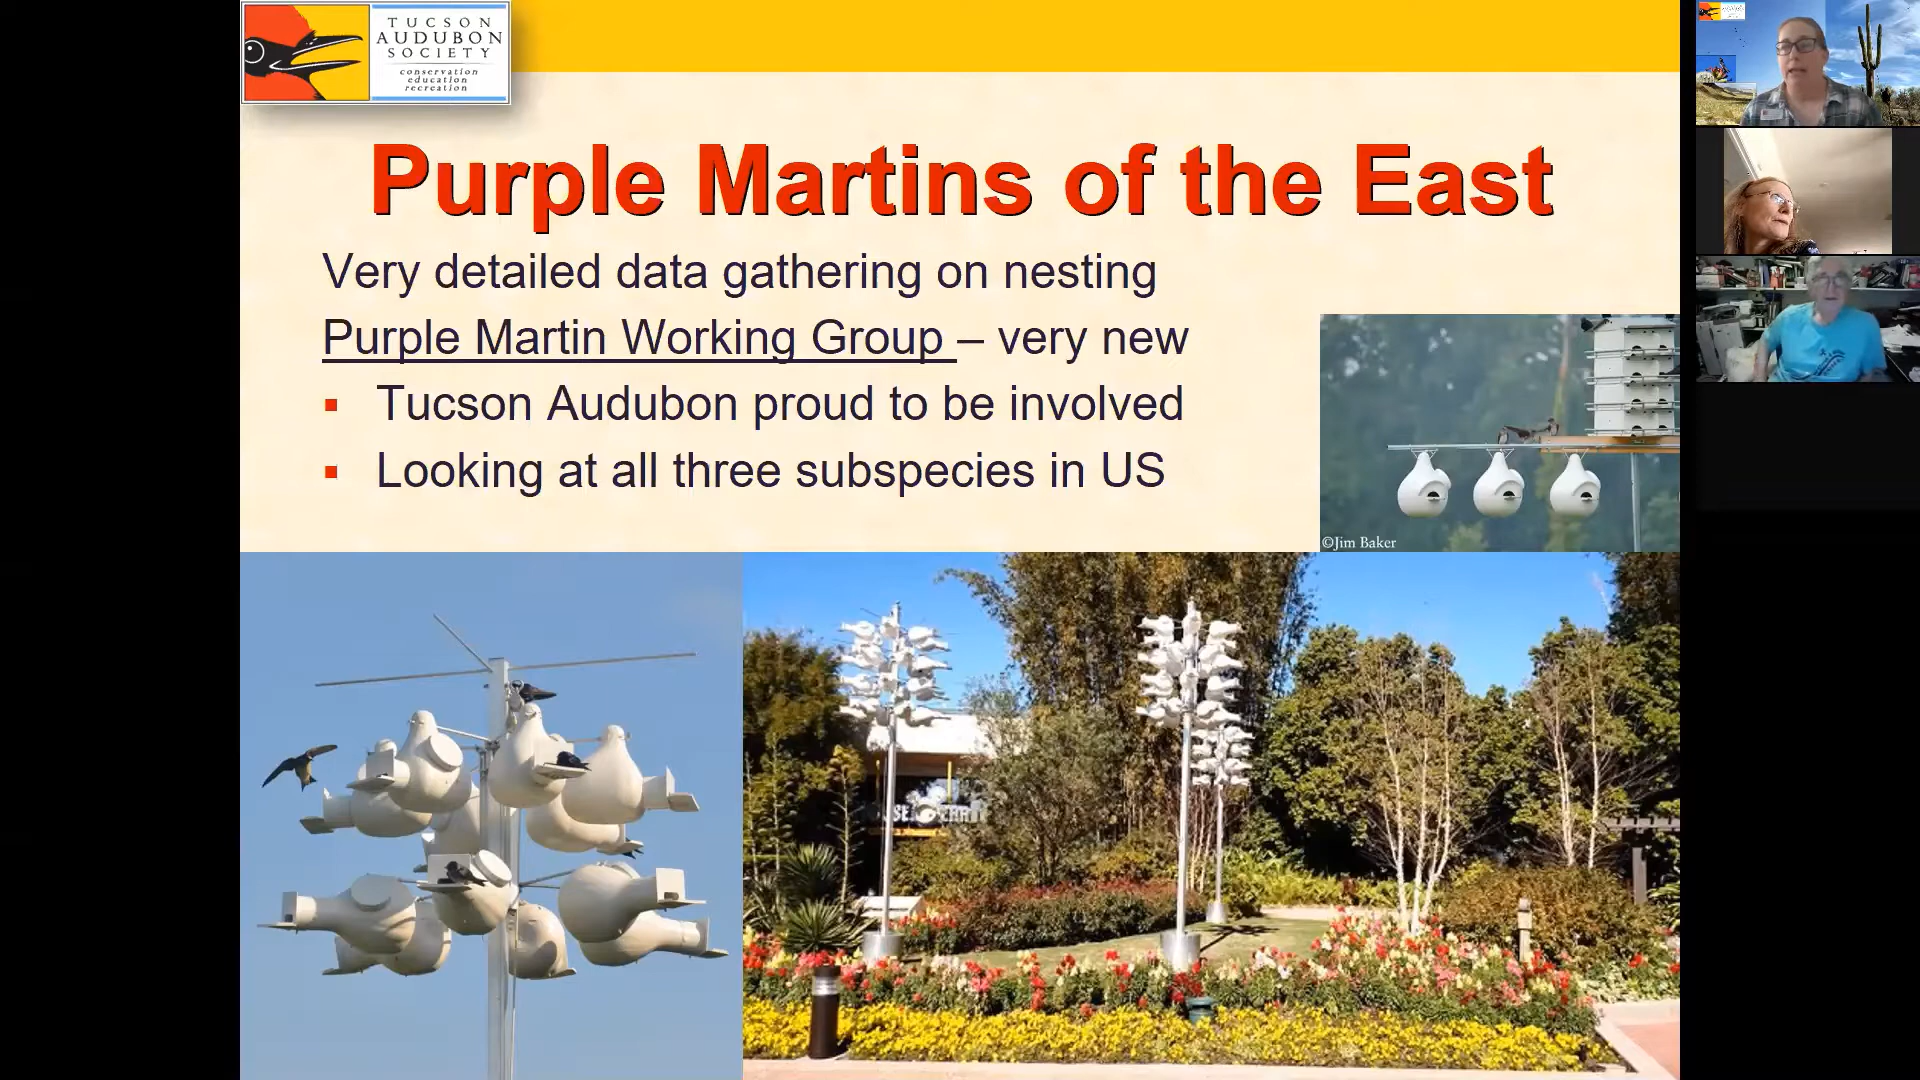 TUCSON
AUDUBON
SOCIETY
conservation
education
recreation
Purple Martins of the East
Very detailed data gathering on nesting
Purple Martin Working Group – very new
▪ Tucson Audubon proud to be involved
▪ Looking at all three subspecies in US
©Jim Baker